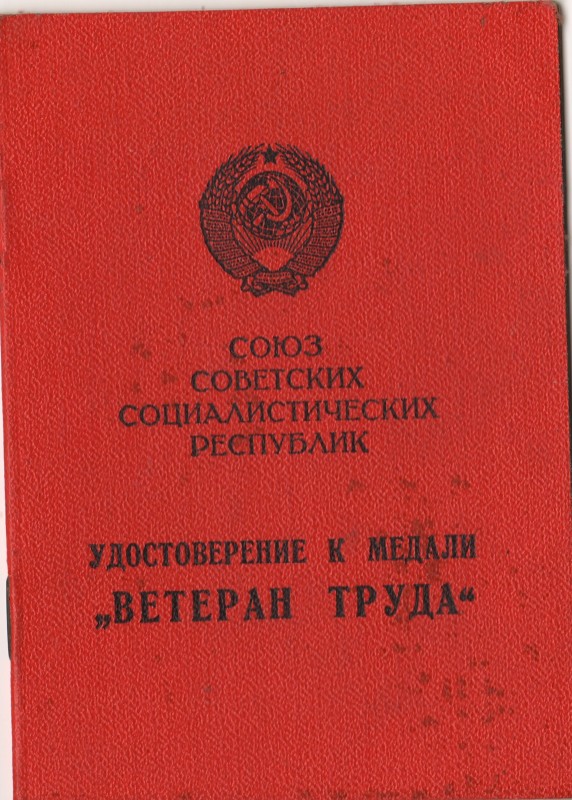 СОЮЗ
СОВЕТСКИХ
СОЦИАЛИСТИЧЕСКИХ
РЕСПУБЛИК
УДОСТОВЕРЕНИЕ К МЕДАЛИ
„ВЕТЕРАН ТРУДА“